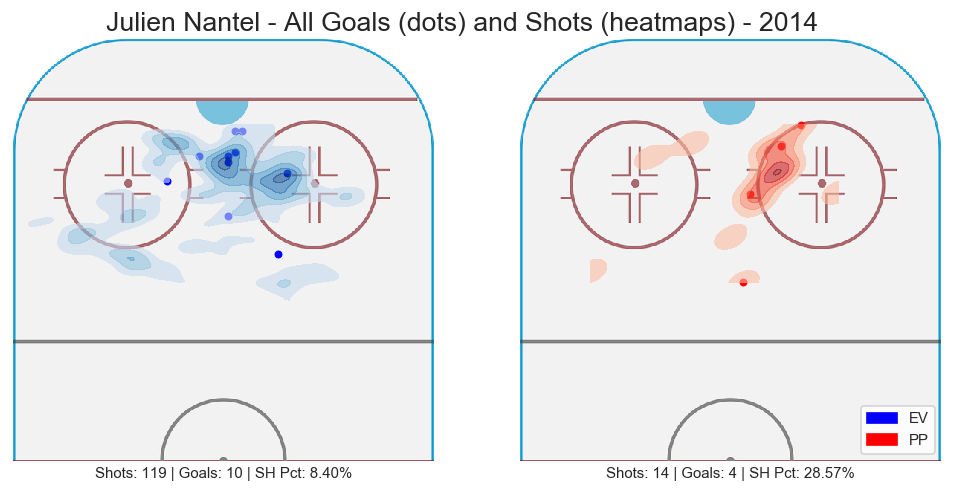 Julien Nantel - All Goals (dots) and Shots (heatmaps) - 2014
EV
PP
Shots: 119 | Goals: 10 | SH Pct: 8.40%
Shots: 14 | Goals: 4 | SH Pct: 28.57%